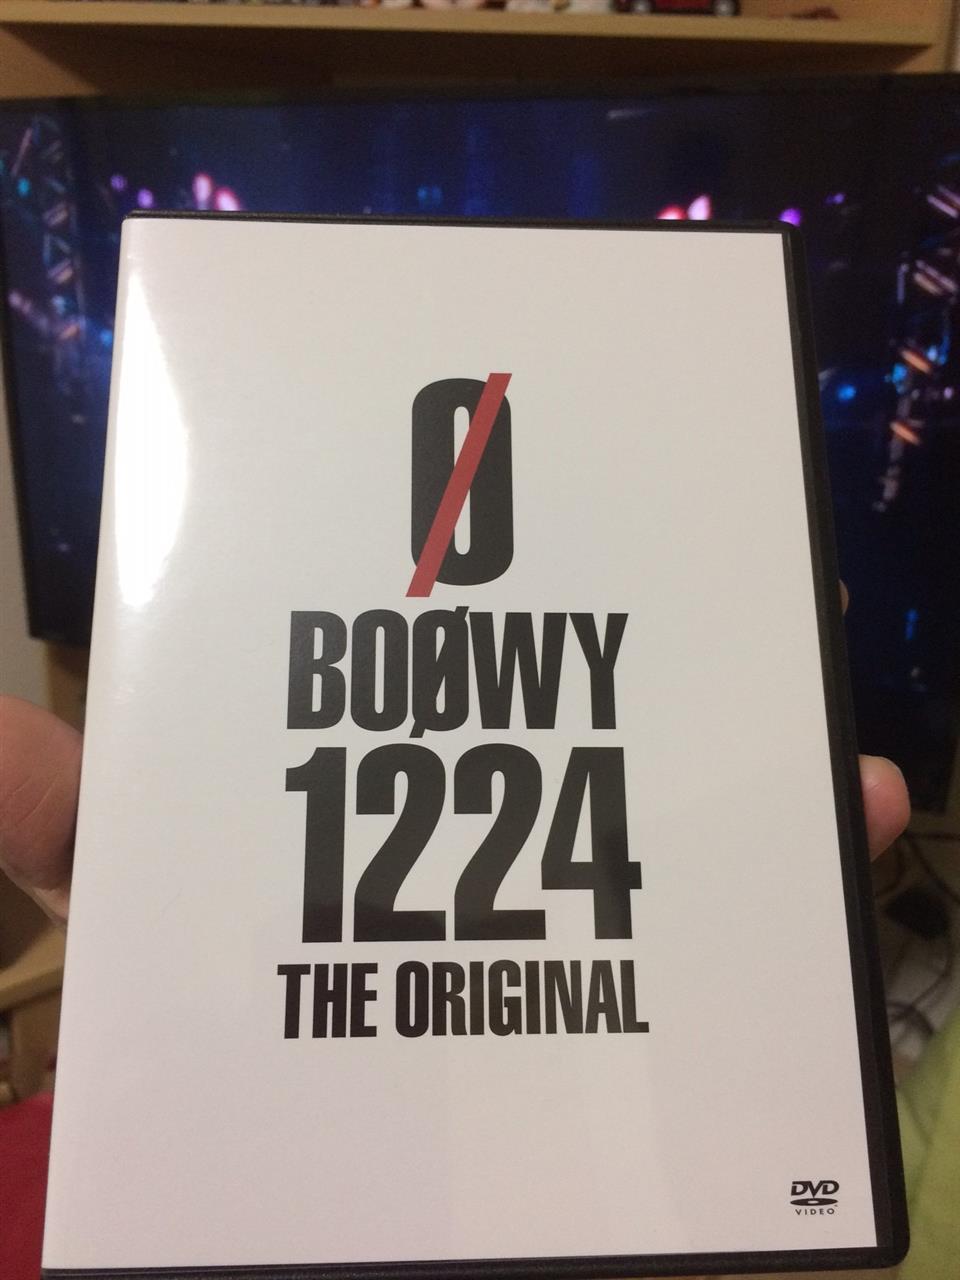 Ø
BOØWY
1224
THE ORIGINAL
DVD
VIDEO